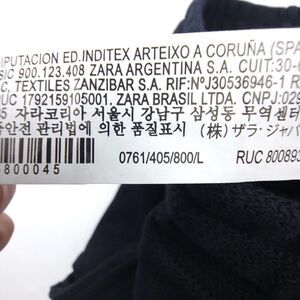 IPUTACION ED.INDITEX ARTEIXO A CORUÑA (SPA
SIC 900.123.408 ZARA ARGENTINA S.A. CUIT:30-6
C, TEXTILES ZANZIBAR S.A. RIF:NºJ30536946-1 R
RUC 1792159105001, ZARA BRASIL LTDA. CNPJ:02
자라코리아 서울시 강남구 삼성동 무역센터
안전 관리법에 의한 품질표시 (株) ザラ・ジャパ
0761/405/800/L RUC 800893
3800045